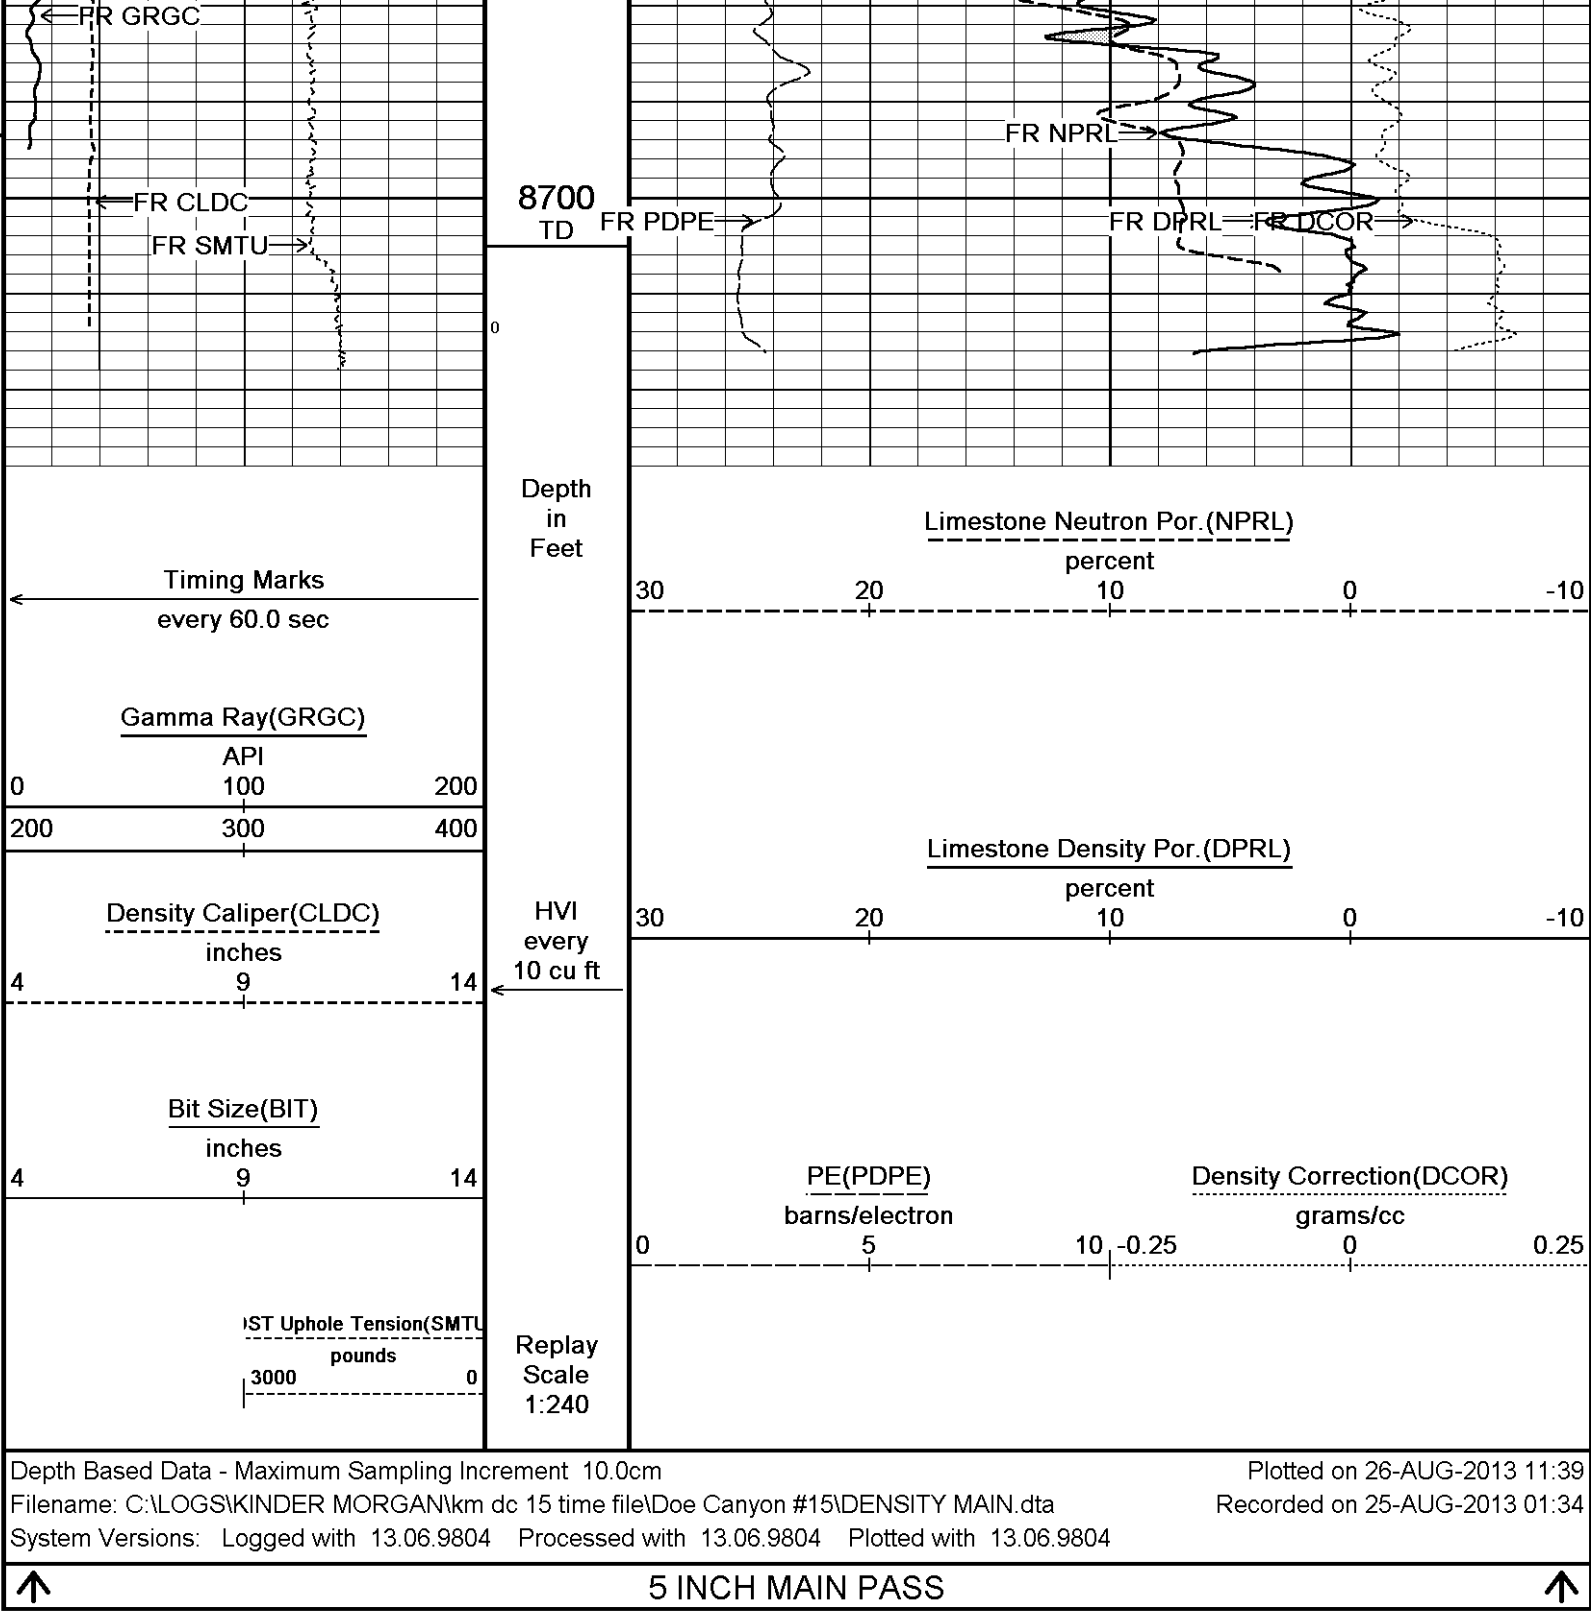 FR GRGC
FR NPRL
8700
FR CLDC
TD
FR PDPE
FR DPRL
FR DCOR
FR SMTU
0
Depth
in
Feet
Limestone Neutron Por.(NPRL)
percent
30 20 10 0 -10
Timing Marks
every 60.0 sec
Gamma Ray(GRGC)
API
0 100 200
200 300 400
Limestone Density Por.(DPRL)
percent
30 20 10 0 -10
Density Caliper(CLDC)
inches
4 9 14
HVI
every
10 cu ft
Bit Size(BIT)
inches
4 9 14
PE(PDPE)
barns/electron
0 5 10
Density Correction(DCOR)
grams/cc
-0.25 0 0.25
ST Uphole Tension(SMTU
pounds
3000 0
Replay
Scale
1:240
Depth Based Data - Maximum Sampling Increment 10.0cm
Plotted on 26-AUG-2013 11:39
Filename: C:\LOGS\KINDER MORGAN\km dc 15 time file\Doe Canyon #15\DENSITY MAIN.dta
Recorded on 25-AUG-2013 01:34
System Versions: Logged with 13.06.9804 Processed with 13.06.9804 Plotted with 13.06.9804
5 INCH MAIN PASS